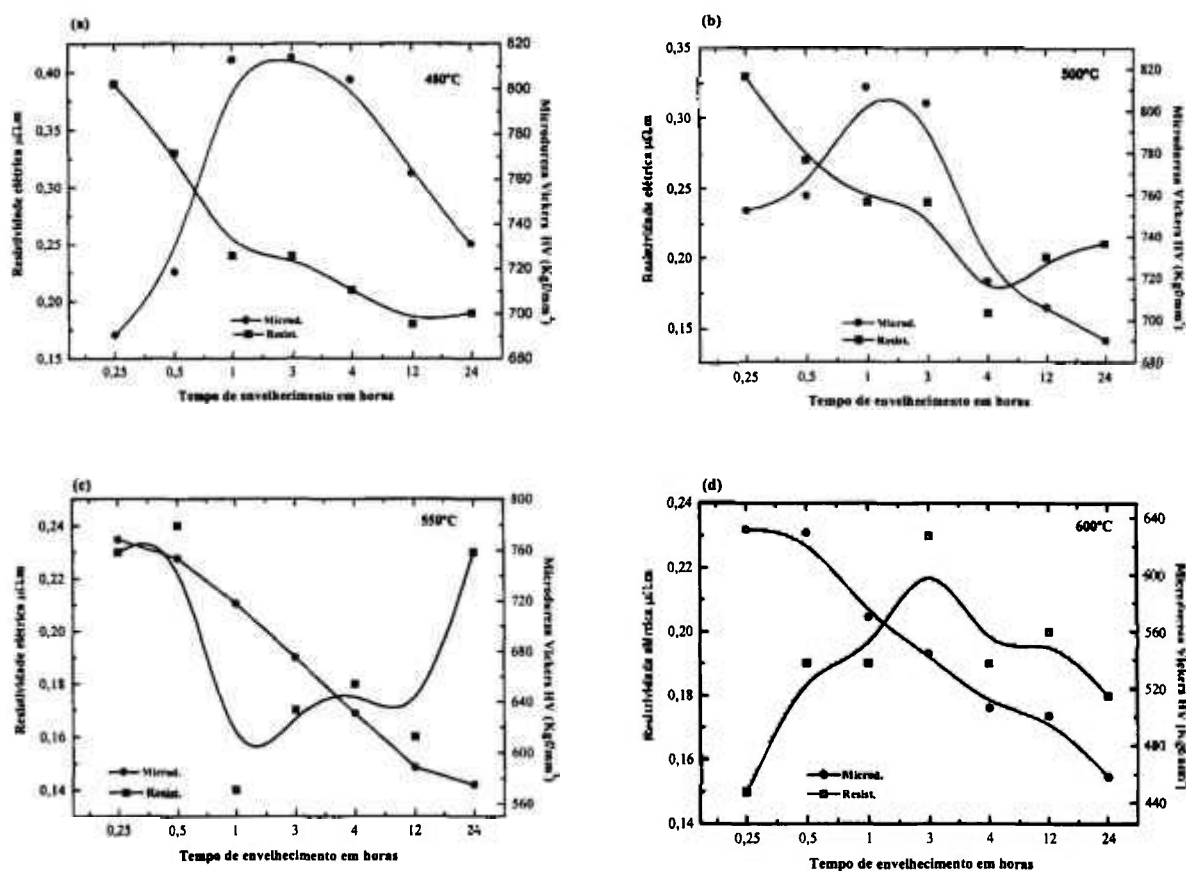 (a)
480°C
0,40
0,35
0,30
0,25
0,20
0,15
Resistividade elétrica μΩ.m
820
800
780
760
740
720
700
680
Microdureza Vickers HV (Kgf/mm²)
Microd.
Resist.
0,25 0,5 1 3 4 12 24
Tempo de envelhecimento em horas
(b)
500°C
0,35
0,30
0,25
0,20
0,15
Resistividade elétrica μΩ.m
820
800
780
760
740
720
700
680
Microdureza Vickers HV (Kgf/mm²)
Microd.
Resist.
0,25 0,5 1 3 4 12 24
Tempo de envelhecimento em horas
(c)
550°C
0,24
0,22
0,20
0,18
0,16
0,14
Resistividade elétrica μΩ.m
800
760
720
675
640
600
560
Microdureza Vickers HV (Kgf/mm²)
Microd.
Resist.
0,25 0,5 1 3 4 12 24
Tempo de envelhecimento em horas
(d)
600°C
0,24
0,22
0,20
0,18
0,16
0,14
Resistividade elétrica μΩ.m
640
600
560
520
480
440
Microdureza Vickers HV
Microd.
Resist.
0,25 0,5 1 3 4 12 24
Tempo de envelhecimento em horas